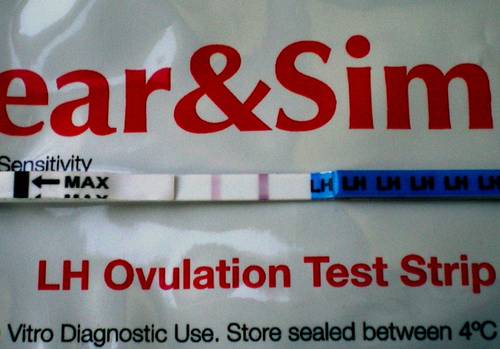 ear&Sim
Sensitivity
MAX LH LH LH LH LH LH
MAX
LH Ovulation Test Strip
Vitro Diagnostic Use. Store sealed between 4°C